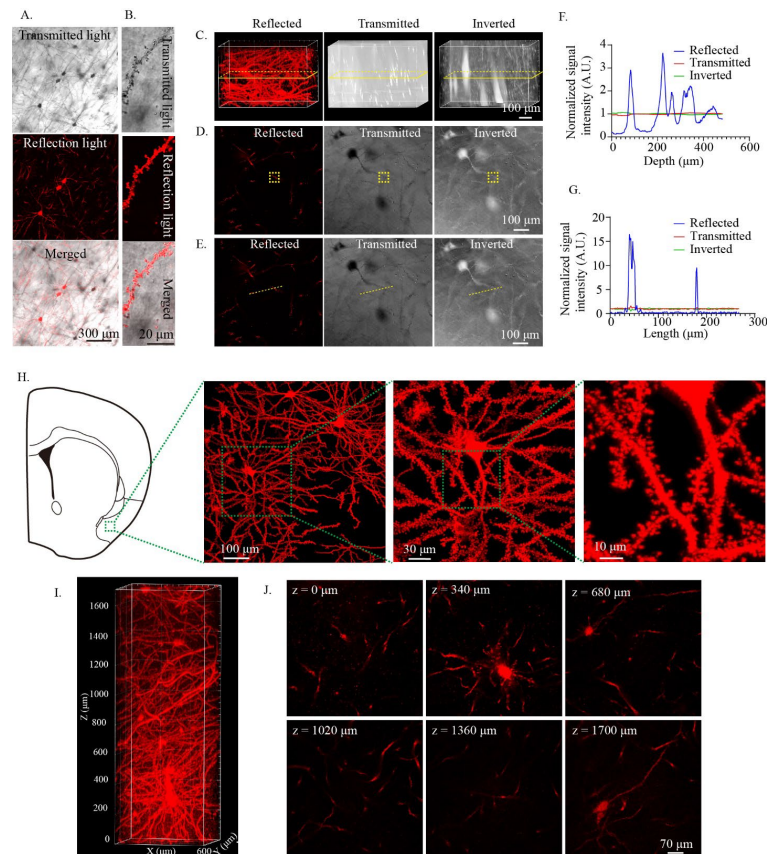 A.
Transmitted light
Reflection light
Merged
300 μm
B.
Transmitted light
Reflection light
Merged
20 μm
C.
Reflected
Transmitted
Inverted
100 μm
D.
Reflected
Transmitted
Inverted
100 μm
E.
Reflected
Transmitted
Inverted
100 μm
F.
Normalized signal
intensity (A.U.)
5
4
3
2
1
0
Reflected
Transmitted
Inverted
0
200
400
600
Depth (μm)
G.
Normalized signal
intensity (A.U.)
20
15
10
5
0
Reflected
Transmitted
Inverted
0
100
200
300
Length (μm)
H.
100 μm
30 μm
10 μm
I.
1600
1400
1200
1000
800
600
400
200
0
Z (μm)
X (μm)
600
Y (μm)
J.
z = 0 μm
z = 340 μm
z = 680 μm
z = 1020 μm
z = 1360 μm
z = 1700 μm
70 μm